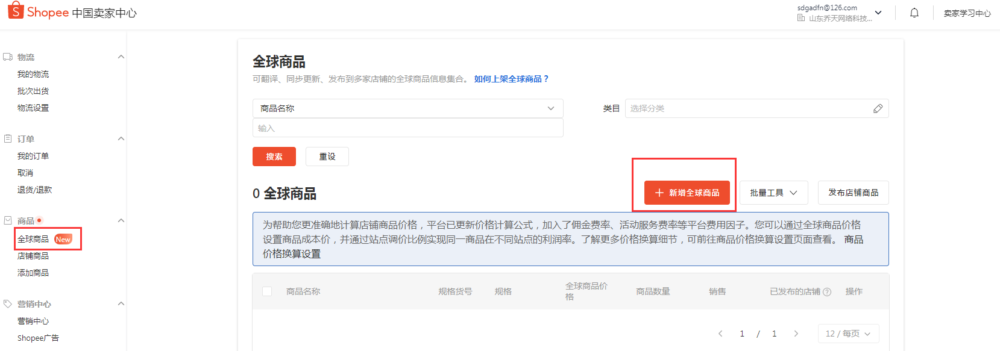 Shopee 中国卖家中心
sdgadfn@126.com
山东乔天网络科技...
卖家学习中心
物流
我的物流
批次出货
物流设置
订单
我的订单
取消
退货/退款
商品
全球商品 New
店铺商品
添加商品
营销中心
营销中心
Shopee广告
全球商品
可翻译、同步更新、发布到多家店铺的全球商品信息集合。 如何上架全球商品？
商品名称
类目 选择分类
输入
搜索 重设
0 全球商品
新增全球商品 批量工具 发布店铺商品
为帮助您更准确地计算店铺商品价格，平台已更新价格计算公式，加入了佣金费率、活动服务费率等平台费用因子。您可以通过全球商品价格
设置商品成本价，并通过站点调价比例实现同一商品在不同站点的利润率。了解更多价格换算细节，可前往商品价格换算设置页面查看。 商品
价格换算设置
商品名称 规格货号 规格 全球商品价格 商品数量 销售 已发布的店铺 操作
1 / 1 12 / 每页